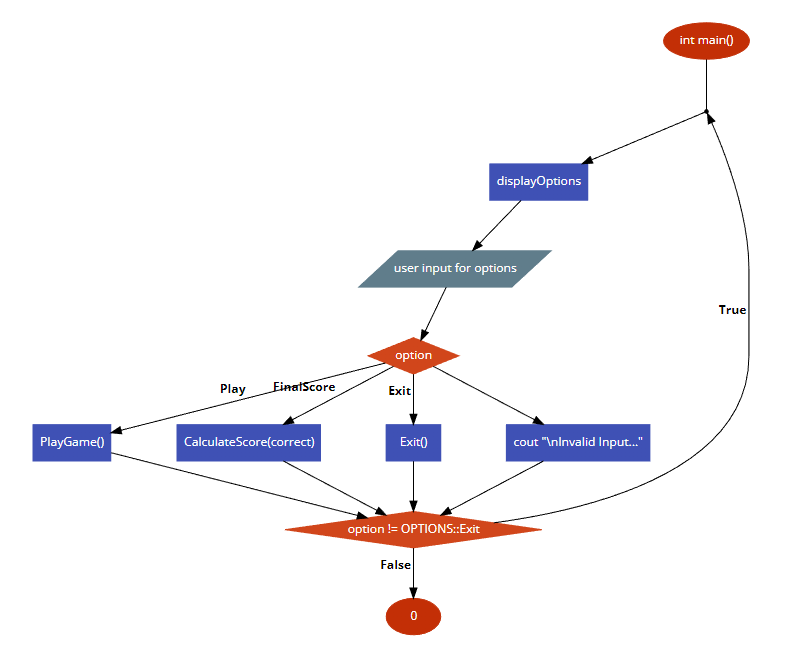 int main()
displayOptions
user input for options
True
option
Play
FinalScore
Exit
PlayGame()
CalculateScore(correct)
Exit()
cout "\nInvalid Input..."
option != OPTIONS::Exit
False
0